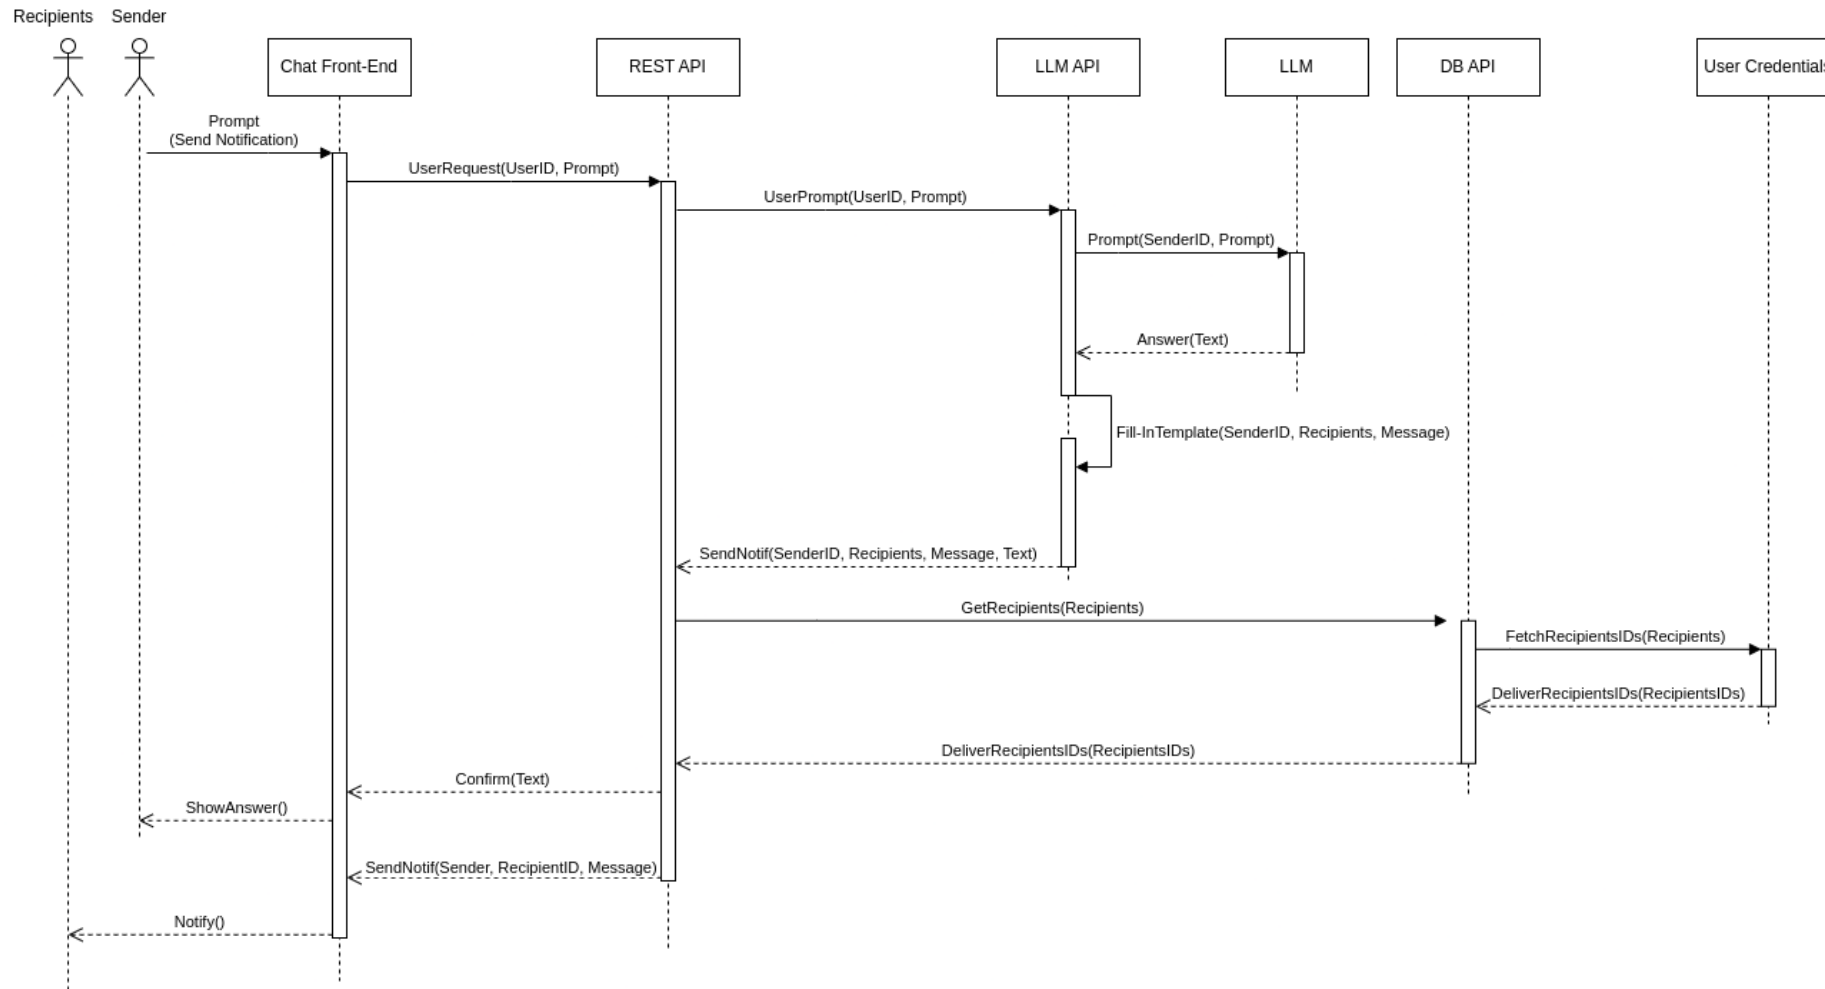 Recipients
Sender
Chat Front-End
REST API
LLM API
LLM
DB API
User Credentials
Prompt
(Send Notification)
UserRequest(UserID, Prompt)
UserPrompt(UserID, Prompt)
Prompt(SenderID, Prompt)
Answer(Text)
Fill-InTemplate(SenderID, Recipients, Message)
SendNotif(SenderID, Recipients, Message, Text)
GetRecipients(Recipients)
FetchRecipientsIDs(Recipients)
DeliverRecipientsIDs(RecipientsIDs)
DeliverRecipientsIDs(RecipientsIDs)
Confirm(Text)
ShowAnswer()
SendNotif(Sender, RecipientID, Message)
Notify()